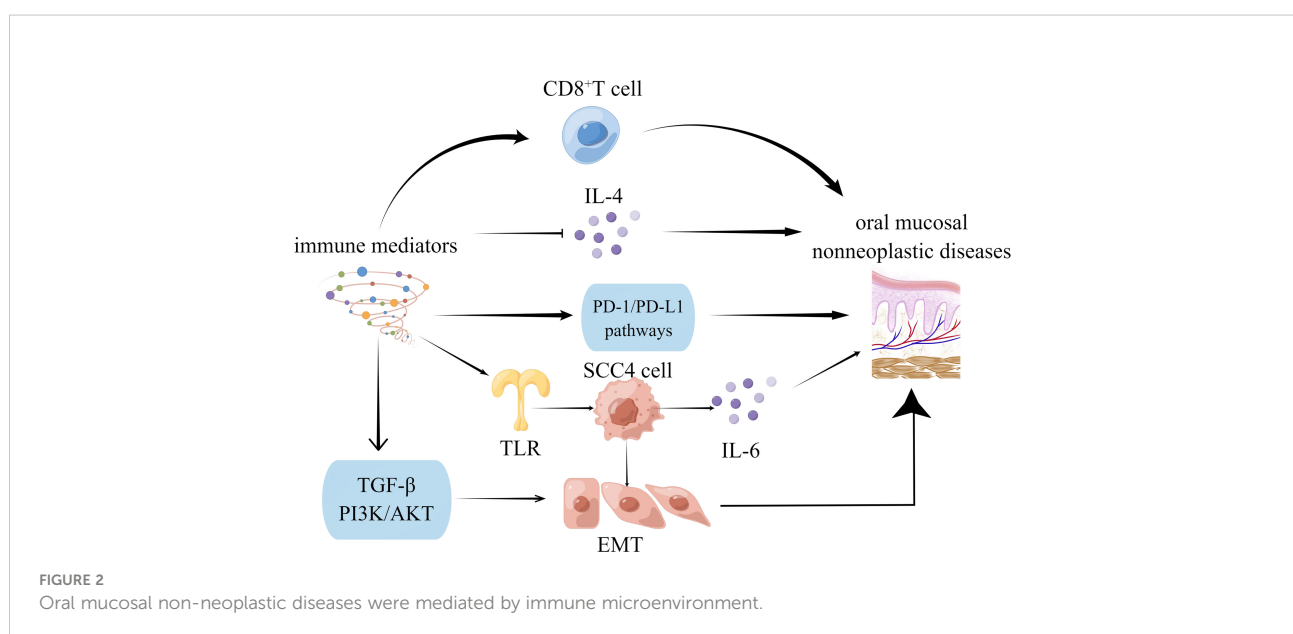 CD8⁺T cell
IL-4
immune mediators
oral mucosal
nonneoplastic diseases
PD-1/PD-L1
pathways
SCC4 cell
TLR
IL-6
TGF-β
PI3K/AKT
EMT
FIGURE 2
Oral mucosal non-neoplastic diseases were mediated by immune microenvironment.